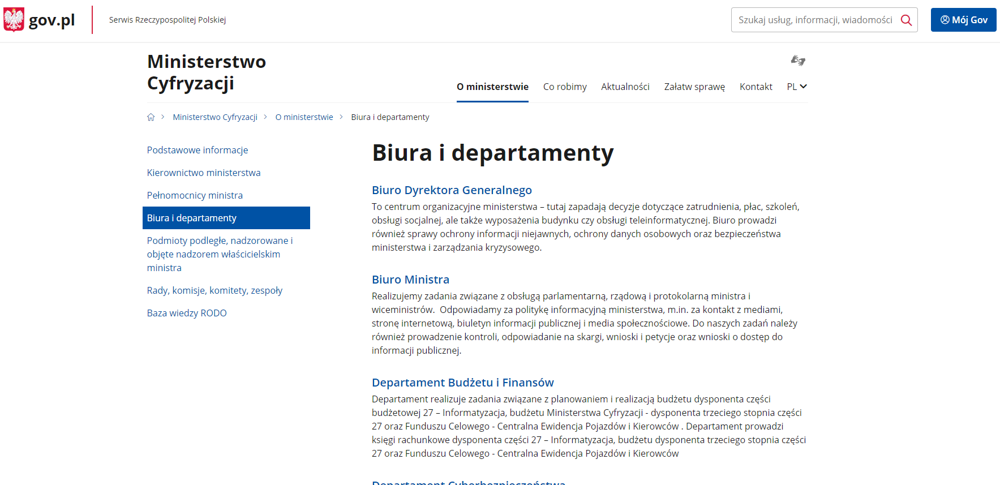 gov.pl
Serwis Rzeczypospolitej Polskiej
Szukaj usług, informacji, wiadomości
Mój Gov
Ministerstwo
Cyfryzacji
O ministerstwie
Co robimy
Aktualności
Załatw sprawę
Kontakt
PL
Ministerstwo Cyfryzacji
O ministerstwie
Biura i departamenty
Podstawowe informacje
Kierownictwo ministerstwa
Pełnomocnicy ministra
Biura i departamenty
Podmioty podległe, nadzorowane i
objęte nadzorem właścicielskim
ministra
Rady, komisje, komitety, zespoły
Baza wiedzy RODO
Biura i departamenty
Biuro Dyrektora Generalnego
To centrum organizacyjne ministerstwa – tutaj zapadają decyzje dotyczące zatrudnienia, płac, szkoleń,
obsługi socjalnej, ale także wyposażenia budynku czy obsługi teleinformatycznej. Biuro prowadzi
również sprawy ochrony informacji niejawnych, ochrony danych osobowych oraz bezpieczeństwa
ministerstwa i zarządzania kryzysowego.
Biuro Ministra
Realizujemy zadania związane z obsługą parlamentarną, rządową i protokolarną ministra i
wiceministrów.  Odpowiadamy za politykę informacyjną ministerstwa, m.in. za kontakt z mediami,
stronę internetową, biuletyn informacji publicznej i media społecznościowe. Do naszych zadań należy
również prowadzenie kontroli, odpowiadanie na skargi, wnioski i petycje oraz wnioski o dostęp do
informacji publicznej.
Departament Budżetu i Finansów
Departament realizuje zadania związane z planowaniem i realizacją budżetu dysponenta części
budżetowej 27 – Informatyzacja, budżetu Ministerstwa Cyfryzacji - dysponenta trzeciego stopnia części
27 oraz Funduszu Celowego - Centralna Ewidencja Pojazdów i Kierowców . Departament prowadzi
księgi rachunkowe dysponenta części 27 – Informatyzacja, budżetu dysponenta trzeciego stopnia części
27 oraz Funduszu Celowego - Centralna Ewidencja Pojazdów i Kierowców
Departament Cyberbezpieczeństwa